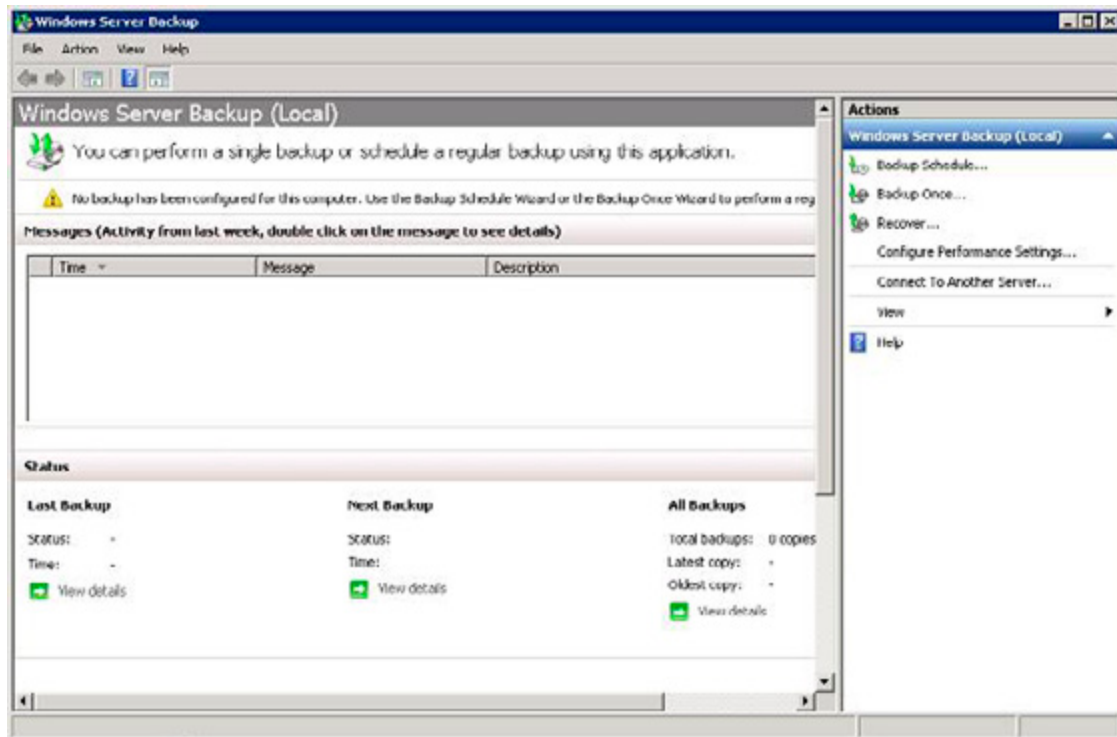 Windows Server Backup
File Action View Help
Windows Server Backup (Local)
You can perform a single backup or schedule a regular backup using this application.
No backup has been configured for this computer. Use the Backup Schedule Wizard or the Backup Once Wizard to perform a reg
Messages (Activity from last week, double click on the message to see details)
Time Message Description
Status
Last Backup Next Backup All Backups
Status: - Status: Total backups: 0 copies
Time: - Time: Latest copy: -
View details View details Oldest copy: -
View details
Actions
Windows Server Backup (Local)
Backup Schedule...
Backup Once...
Recover...
Configure Performance Settings...
Connect To Another Server...
View
Help